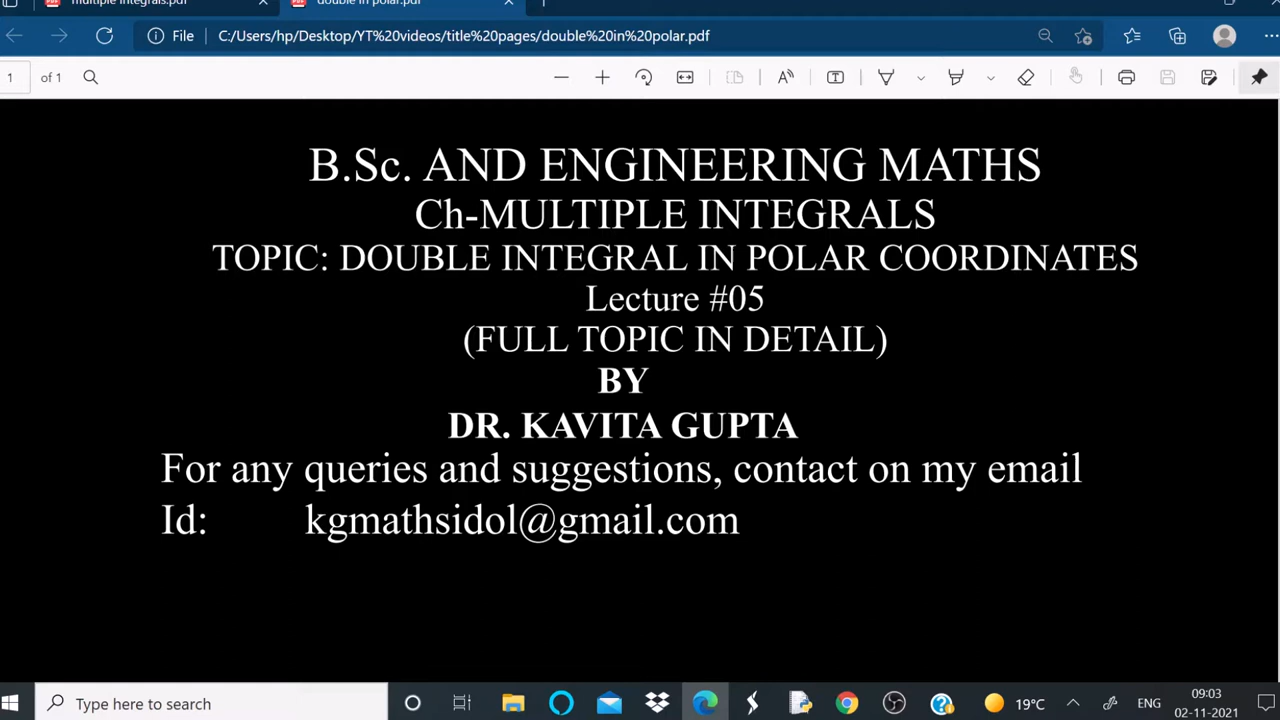 multiple integrals.pdf
double in polar.pdf
File
C:/Users/hp/Desktop/YT%20videos/title%20pages/double%20in%20polar.pdf
1 of 1
B.Sc. AND ENGINEERING MATHS
Ch-MULTIPLE INTEGRALS
TOPIC: DOUBLE INTEGRAL IN POLAR COORDINATES
Lecture #05
(FULL TOPIC IN DETAIL)
BY
DR. KAVITA GUPTA
For any queries and suggestions, contact on my email
Id: kgmathsidol@gmail.com
Type here to search
19°C
ENG
09:03
02-11-2021